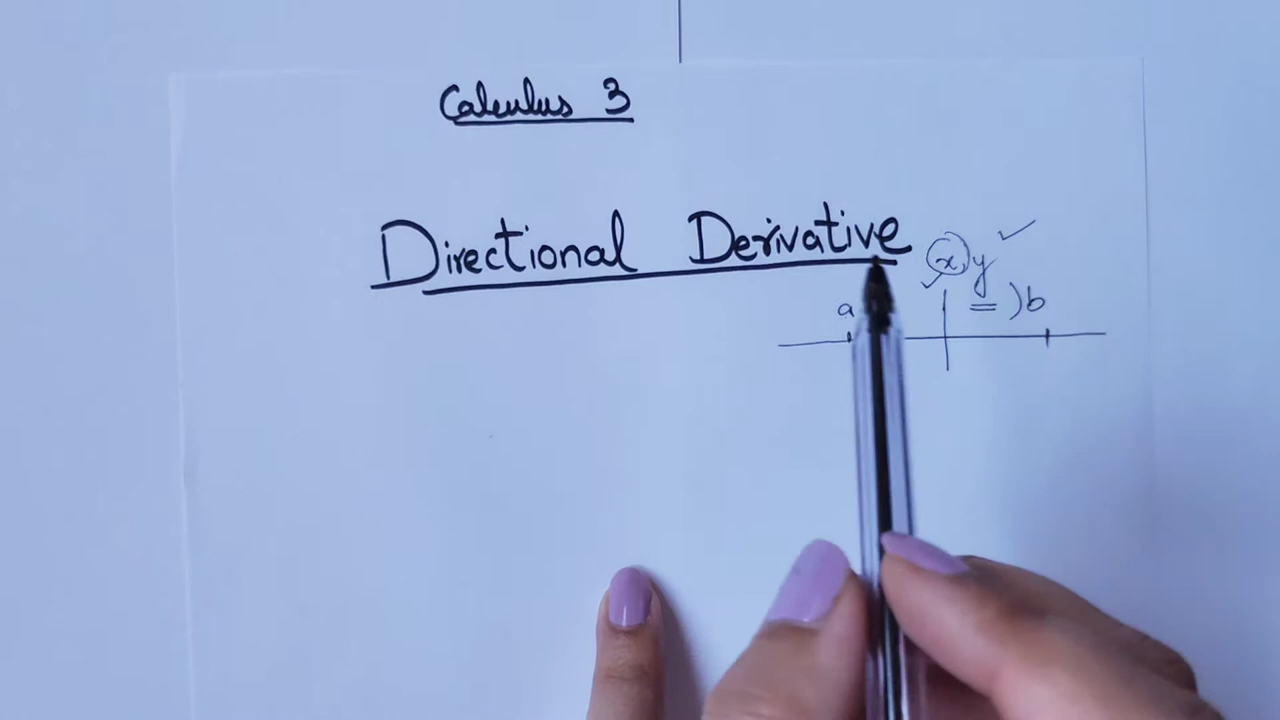 Calculus 3
Directional Derivative
x, y
a = ) b